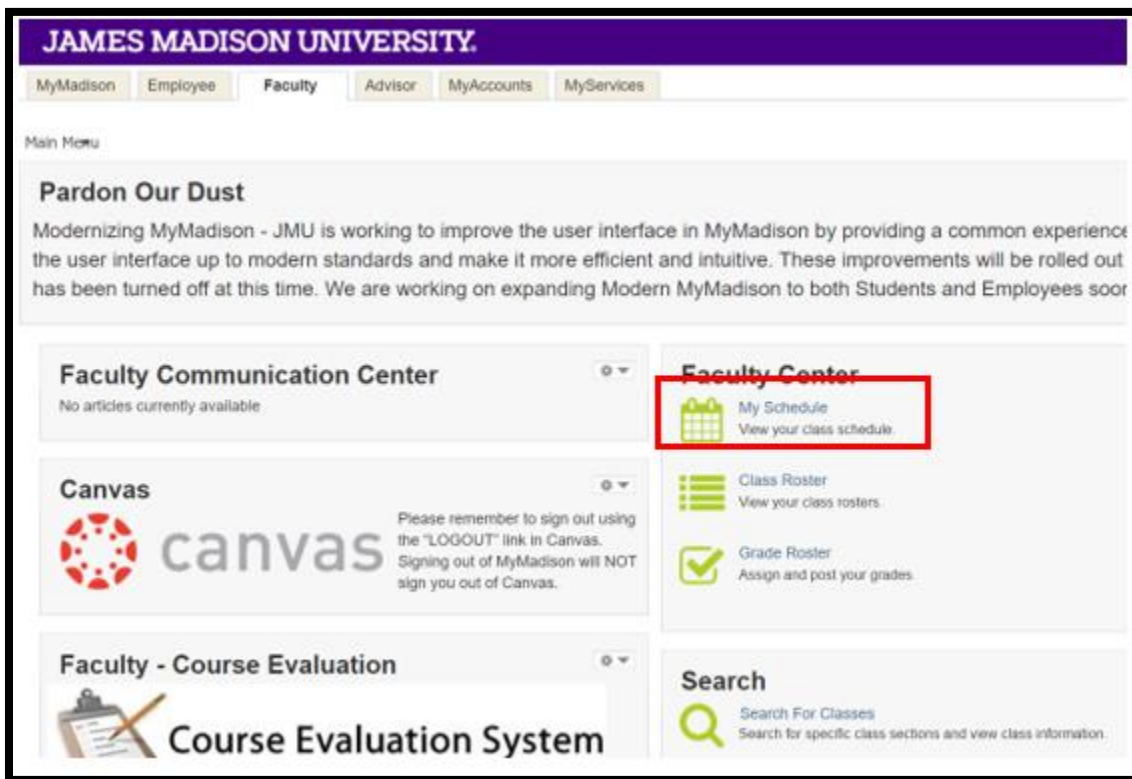 JAMES MADISON UNIVERSITY.
MyMadison Employee Faculty Advisor MyAccounts MyServices
Main Menu
Pardon Our Dust
Modernizing MyMadison - JMU is working to improve the user interface in MyMadison by providing a common experience
the user interface up to modern standards and make it more efficient and intuitive. These improvements will be rolled out
has been turned off at this time. We are working on expanding Modern MyMadison to both Students and Employees soon
Faculty Communication Center
No articles currently available
Canvas
canvas
Please remember to sign out using
the "LOGOUT" link in Canvas.
Signing out of MyMadison will NOT
sign you out of Canvas.
Faculty - Course Evaluation
Course Evaluation System
Faculty Center
My Schedule
View your class schedule.
Class Roster
View your class rosters.
Grade Roster
Assign and post your grades.
Search
Search For Classes
Search for specific class sections and view class information.